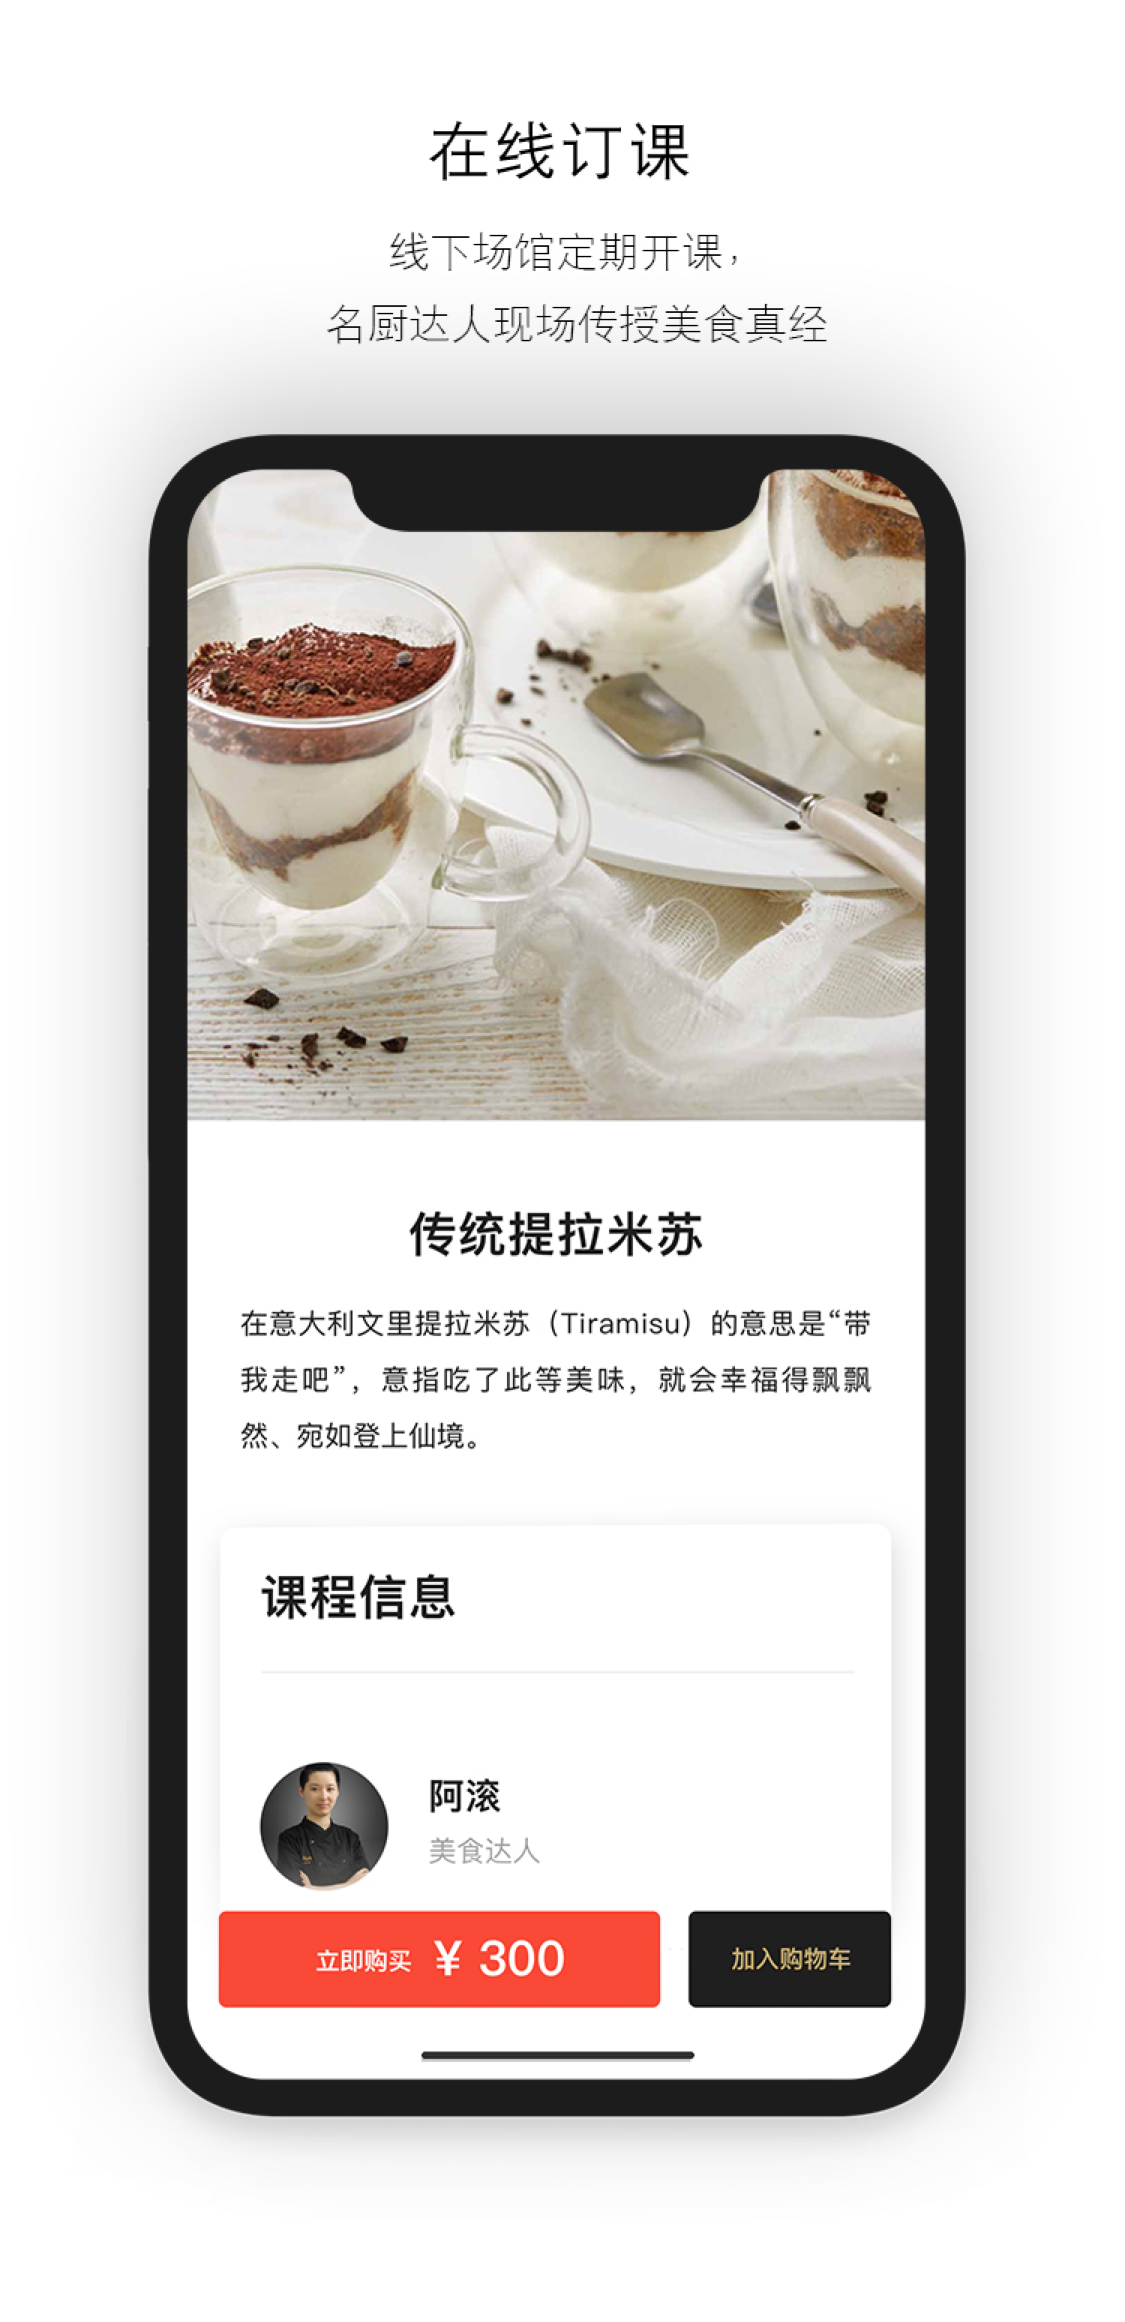 在线订课
线下场馆定期开课，
名厨达人现场传授美食真经
传统提拉米苏
在意大利文里提拉米苏（Tiramisu）的意思是“带
我走吧”，意指吃了此等美味，就会幸福得飘飘
然、宛如登上仙境。
课程信息
阿滚
美食达人
立即购买 ¥ 300
加入购物车